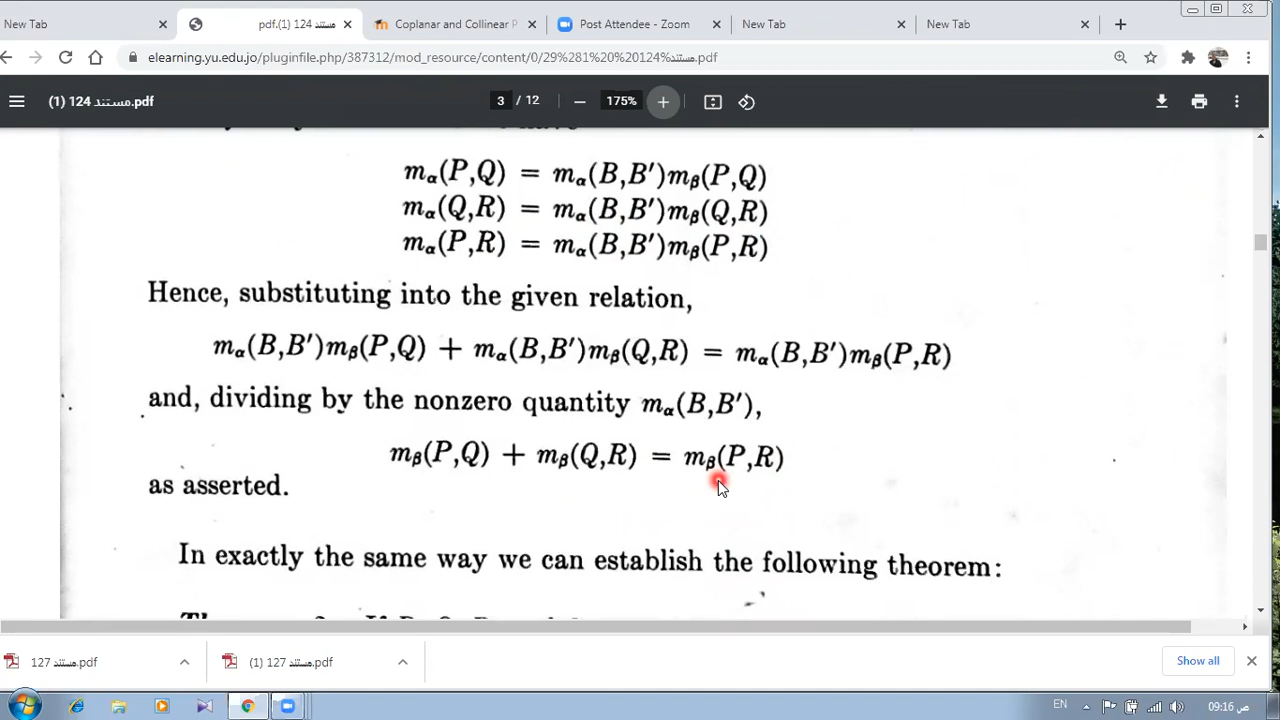 New Tab
مستند 124 (1).pdf
Coplanar and Collinear P
Post Attendee - Zoom
New Tab
New Tab
elearning.yu.edu.jo/pluginfile.php/387312/mod_resource/content/0/29%281%20%20124%مستند.pdf
مستند 124 (1).pdf
3 / 12
175%
mα(P,Q) = mα(B,B′)mβ(P,Q)
mα(Q,R) = mα(B,B′)mβ(Q,R)
mα(P,R) = mα(B,B′)mβ(P,R)
Hence, substituting into the given relation,
mα(B,B′)mβ(P,Q) + mα(B,B′)mβ(Q,R) = mα(B,B′)mβ(P,R)
and, dividing by the nonzero quantity mα(B,B′),
mβ(P,Q) + mβ(Q,R) = mβ(P,R)
as asserted.
In exactly the same way we can establish the following theorem:
مستند 127.pdf
مستند 127 (1).pdf
Show all
EN
09:16 ص